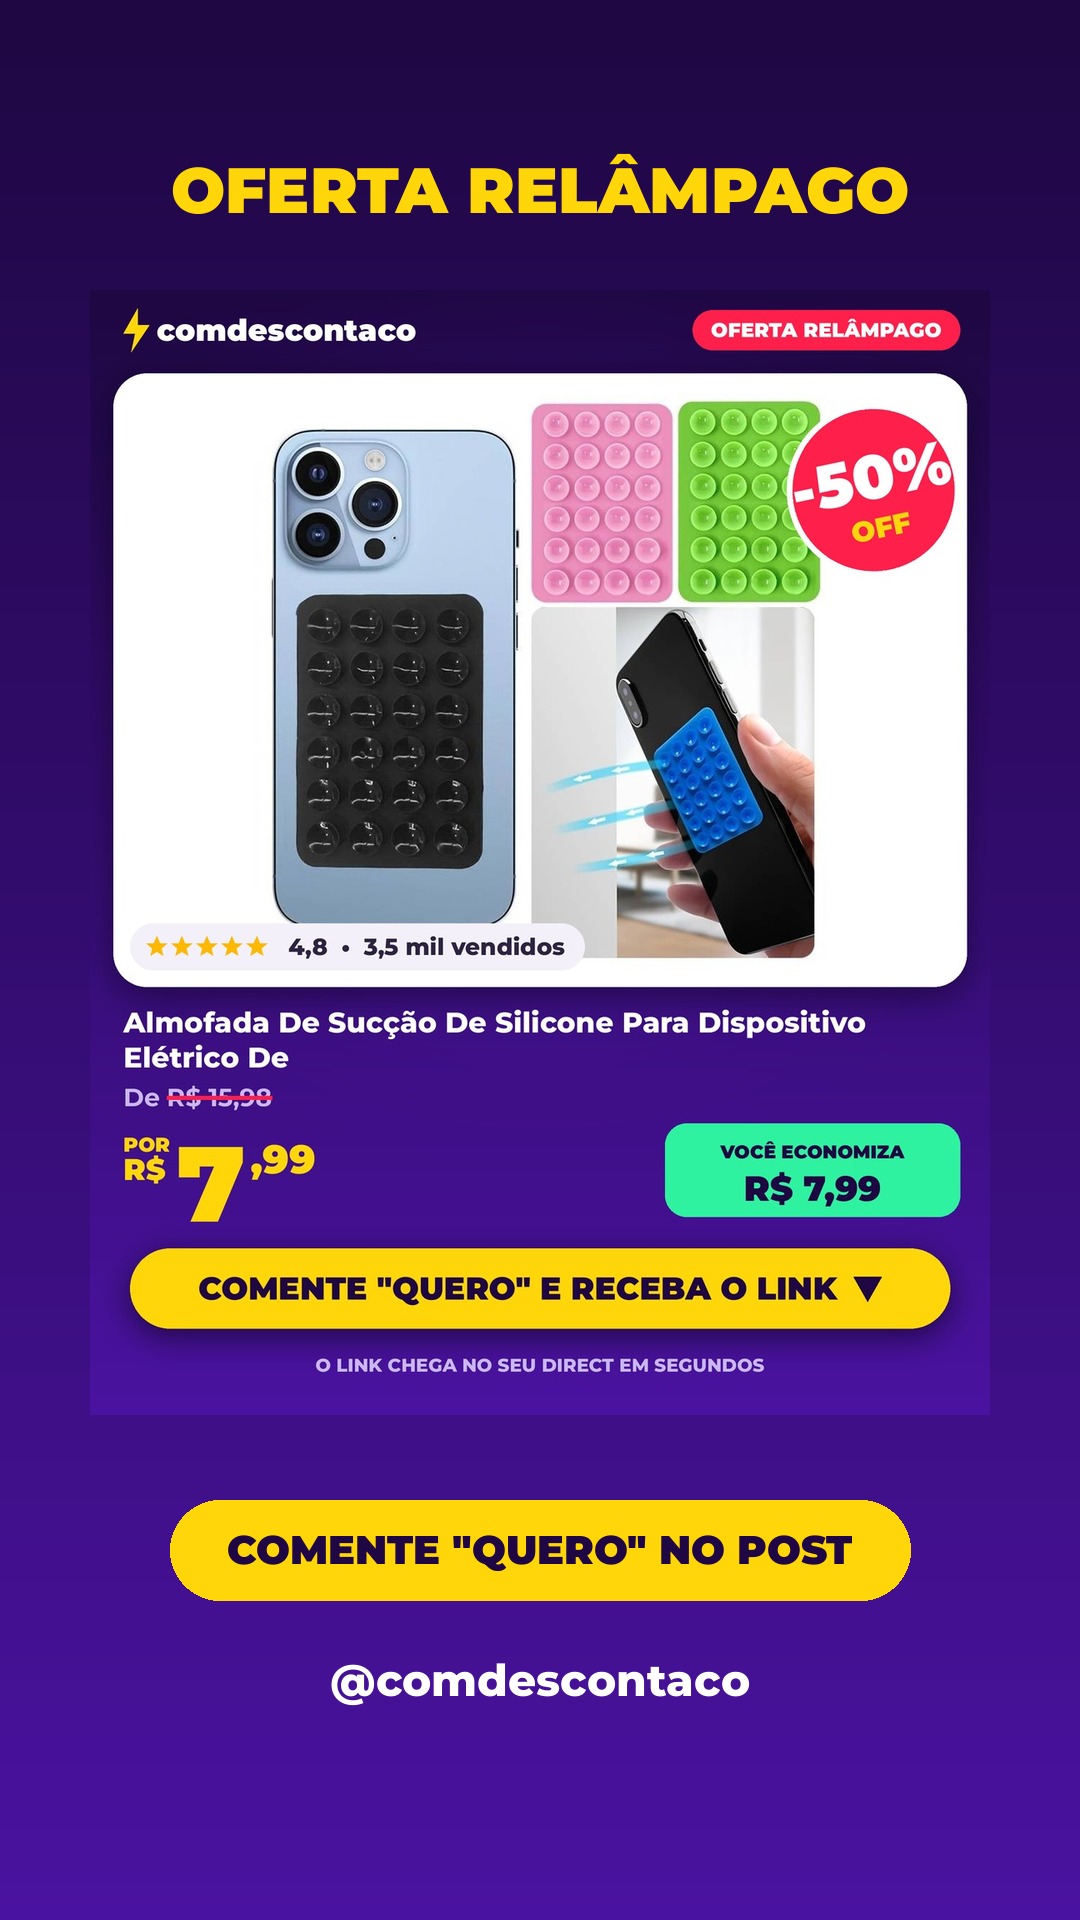 OFERTA RELÂMPAGO
comdescontaco
OFERTA RELÂMPAGO
-50%
OFF
4,8 • 3,5 mil vendidos
Almofada De Sucção De Silicone Para Dispositivo
Elétrico De
De R$ 15,98
POR
R$ 7,99
VOCÊ ECONOMIZA
R$ 7,99
COMENTE "QUERO" E RECEBA O LINK ▼
O LINK CHEGA NO SEU DIRECT EM SEGUNDOS
COMENTE "QUERO" NO POST
@comdescontaco